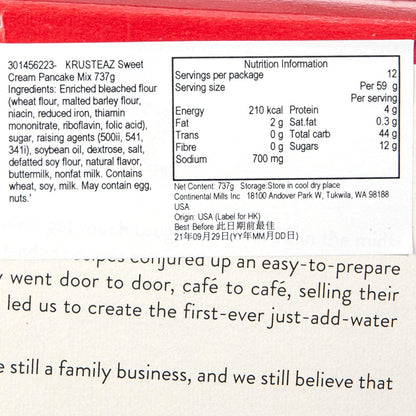 301456223- KRUSTEAZ Sweet
Cream Pancake Mix 737g
Ingredients: Enriched bleached flour
(wheat flour, malted barley flour,
niacin, reduced iron, thiamin
mononitrate, riboflavin, folic acid),
sugar, raising agents (500ii, 541,
341i), soybean oil, dextrose, salt,
defatted soy flour, natural flavor,
buttermilk, nonfat milk. Contains
wheat, soy, milk. May contain egg,
nuts.'
Nutrition Information
Servings per package 12
Serving size Per 59 g
Per serving
Energy 210 kcal Protein 4 g
Fat 2 g Sat.fat 0.3 g
Trans 0 g Total carb 44 g
Fibre 0 g Sugars 12 g
Sodium 700 mg
Net Weight: 737g Storage:Store in cool dry place
Continental Mills Inc 18100 Andover Park W, Tukwila, WA 98188
USA
Origin: USA (Label for HK)
Best Before 此日期前最佳
21年09月29日(YY年MM月DD日)
conjured up an easy-to-prepare
went door to door, café to café, selling their
led us to create the first-ever just-add-water
still a family business, and we still believe that